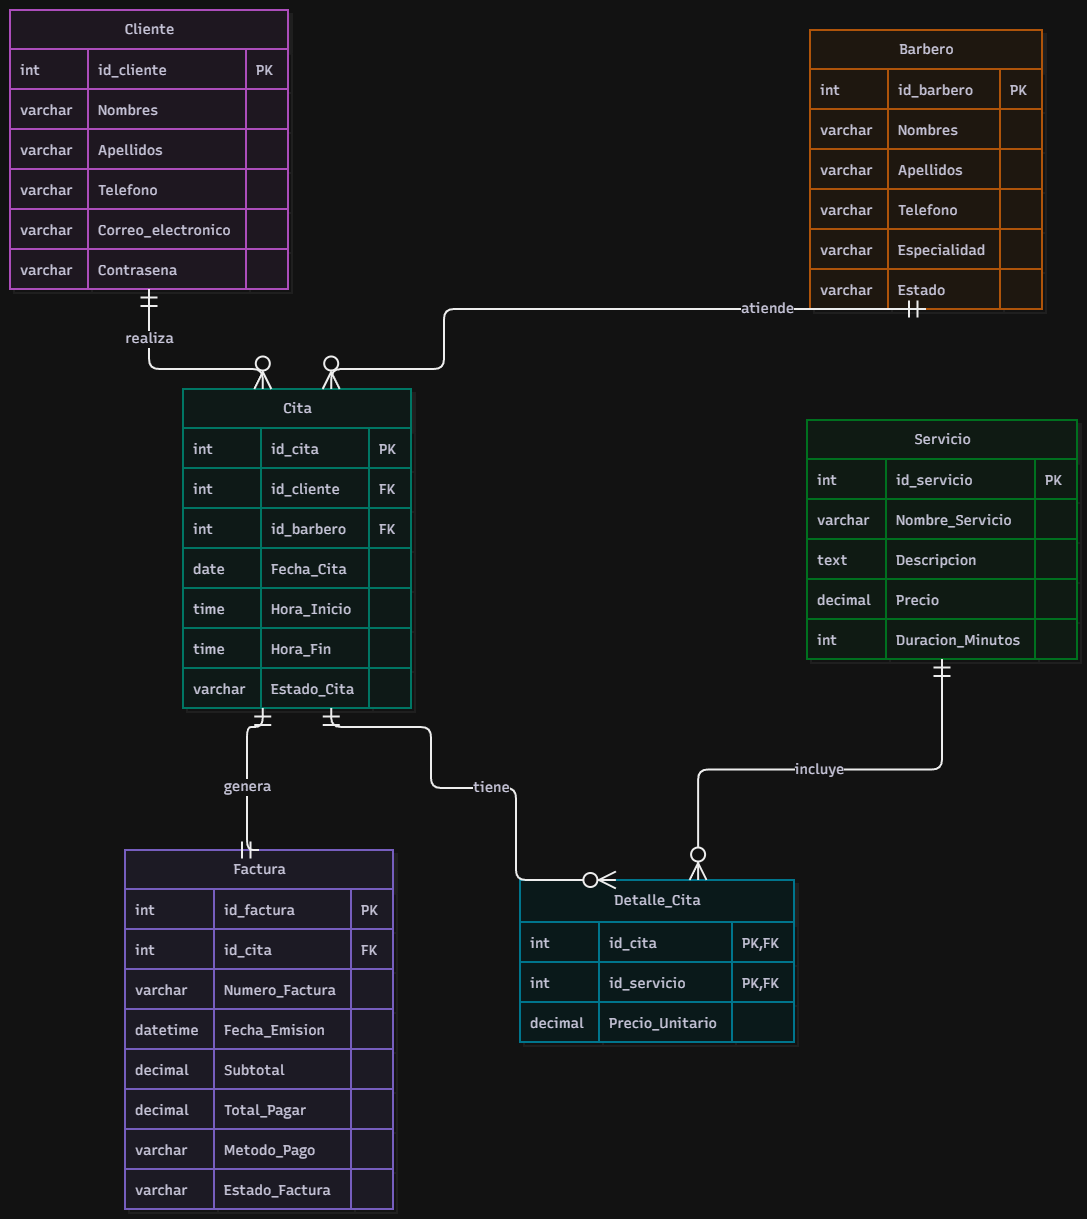 Cliente
int id_cliente PK
varchar Nombres
varchar Apellidos
varchar Telefono
varchar Correo_electronico
varchar Contrasena
Barbero
int id_barbero PK
varchar Nombres
varchar Apellidos
varchar Telefono
varchar Especialidad
varchar Estado
realiza
atiende
Cita
int id_cita PK
int id_cliente FK
int id_barbero FK
date Fecha_Cita
time Hora_Inicio
time Hora_Fin
varchar Estado_Cita
Servicio
int id_servicio PK
varchar Nombre_Servicio
text Descripcion
decimal Precio
int Duracion_Minutos
genera
tiene
incluye
Factura
int id_factura PK
int id_cita FK
varchar Numero_Factura
datetime Fecha_Emision
decimal Subtotal
decimal Total_Pagar
varchar Metodo_Pago
varchar Estado_Factura
Detalle_Cita
int id_cita PK,FK
int id_servicio PK,FK
decimal Precio_Unitario